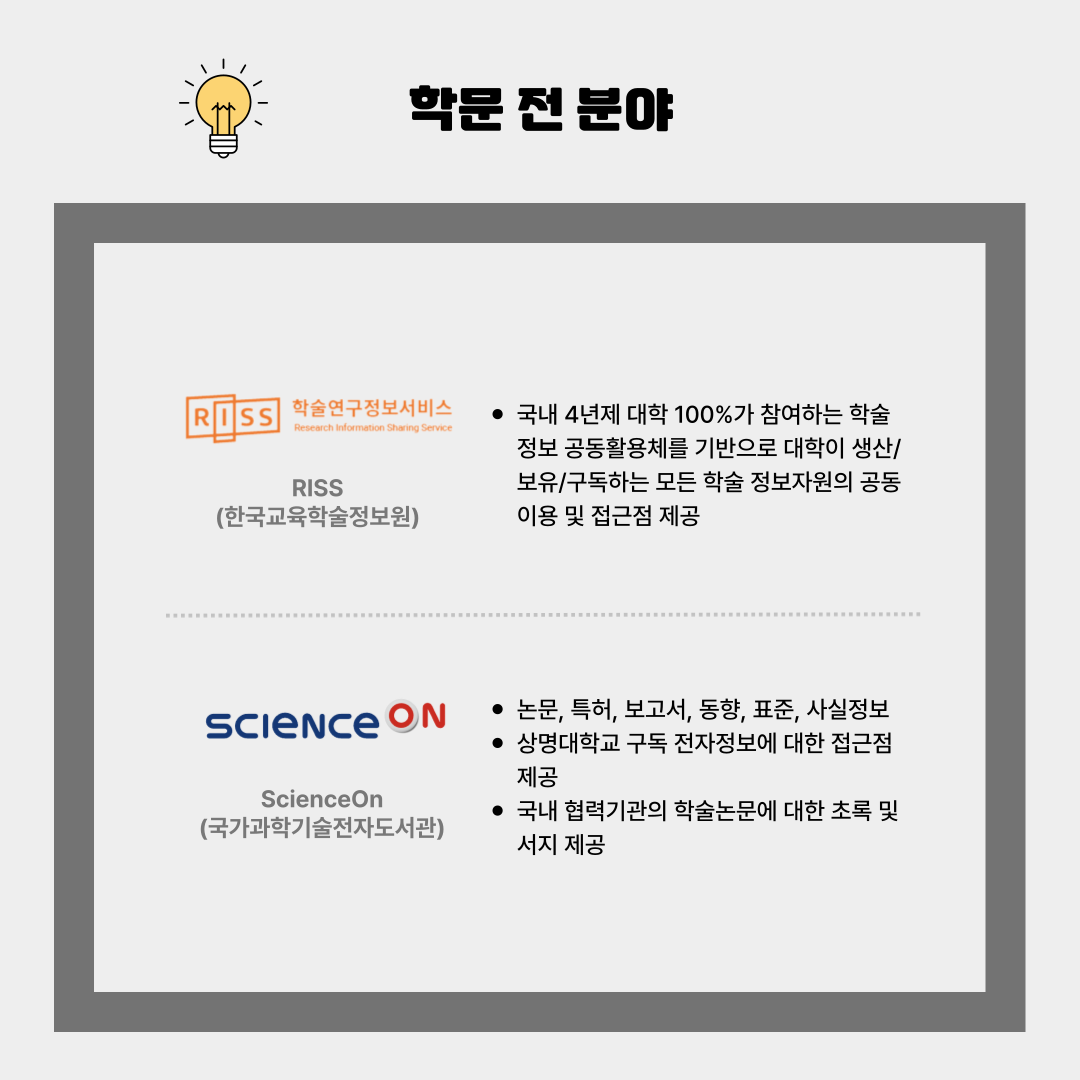 학문 전 분야
RISS 학술연구정보서비스
Research Information Sharing Service
RISS
(한국교육학술정보원)
• 국내 4년제 대학 100%가 참여하는 학술
정보 공동활용체를 기반으로 대학이 생산/
보유/구독하는 모든 학술 정보자원의 공동
이용 및 접근점 제공
SCIENCE ON
ScienceOn
(국가과학기술전자도서관)
• 논문, 특허, 보고서, 동향, 표준, 사실정보
• 상명대학교 구독 전자정보에 대한 접근점
제공
• 국내 협력기관의 학술논문에 대한 초록 및
서지 제공